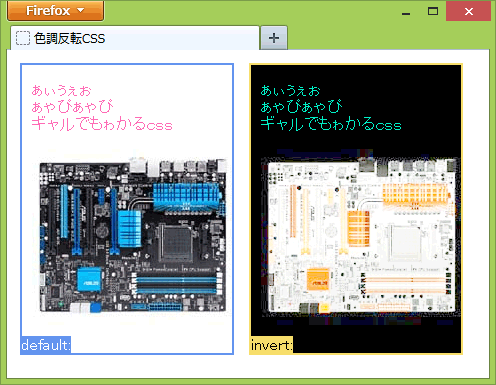 Firefox
色調反転CSS
あぃうぇぉ
ぁゃぴぁゃぴ
ギャルでもゎかるcss
あぃうぇぉ
ぁゃぴぁゃぴ
ギャルでもゎかるcss
ASUS
ASUS
default:
invert: